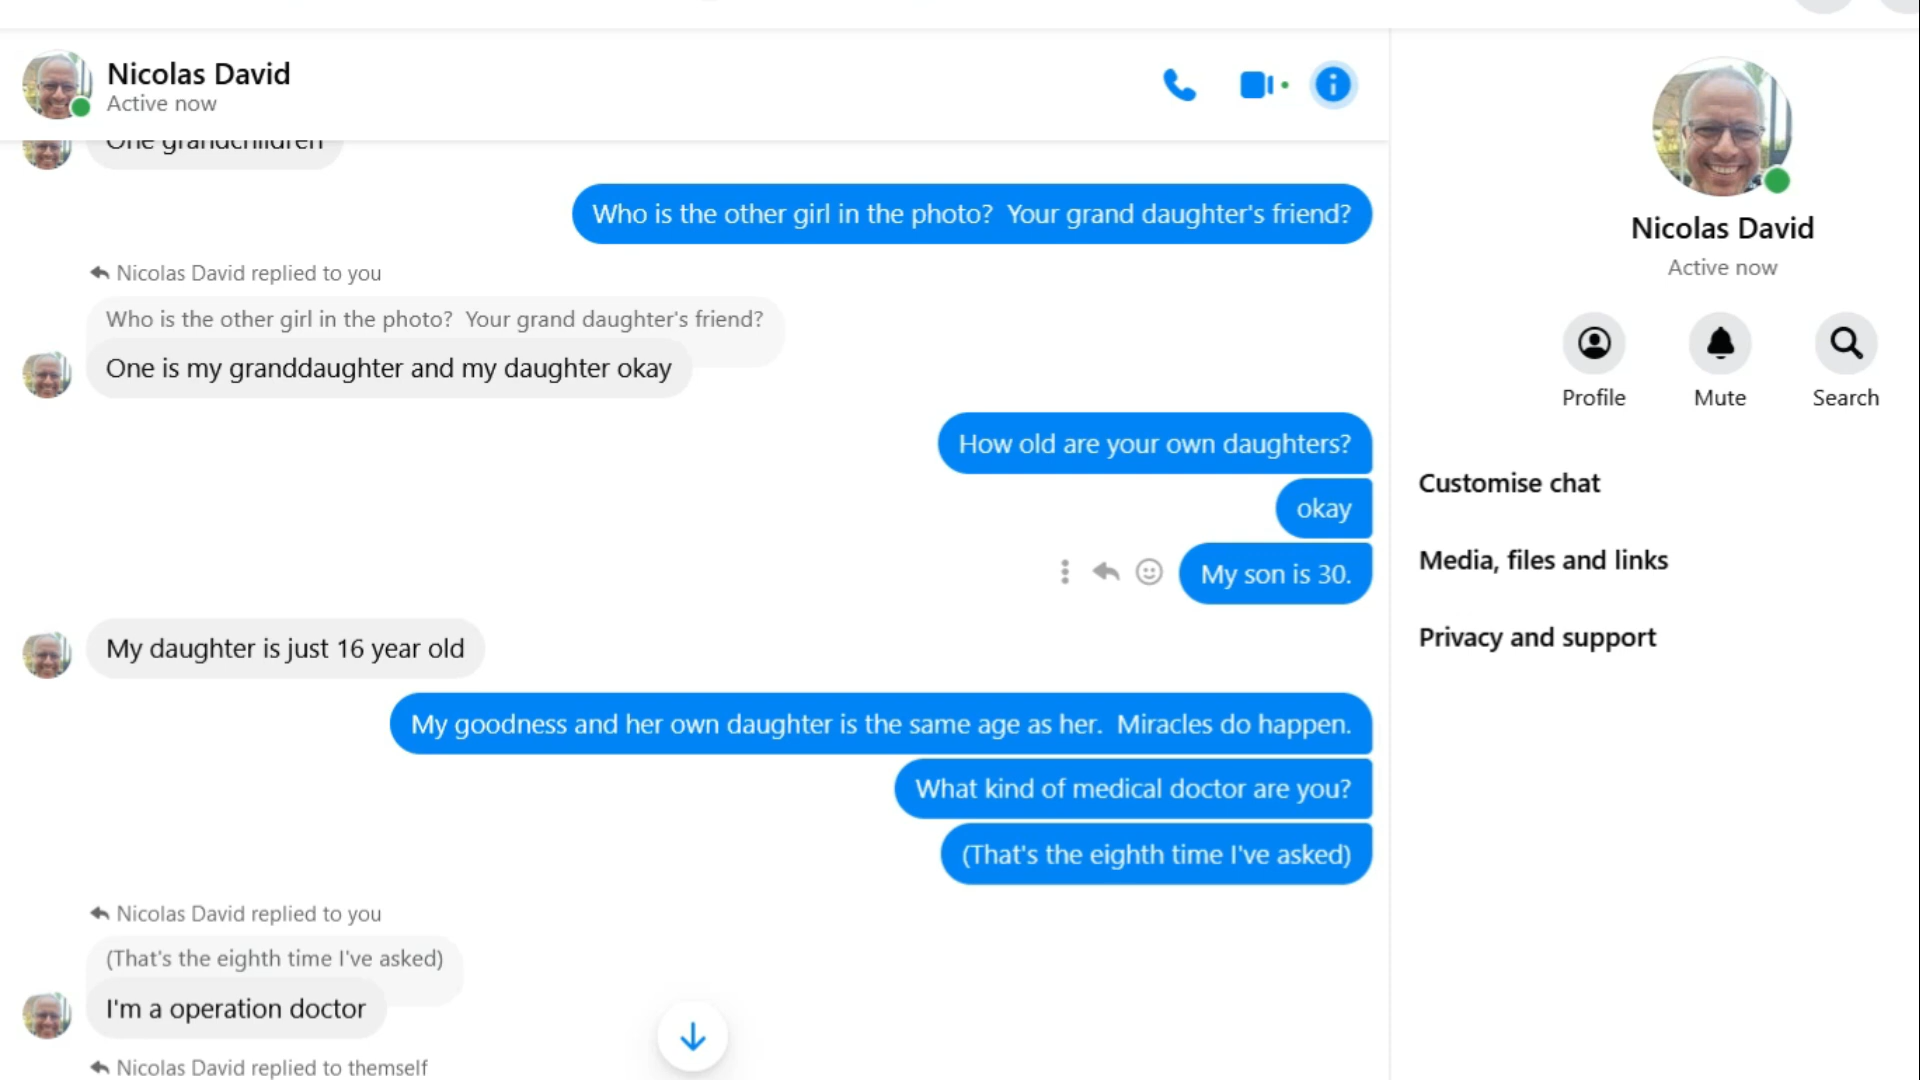 Nicolas David
Active now
One grandchildren
Who is the other girl in the photo?  Your grand daughter's friend?
Nicolas David replied to you
Who is the other girl in the photo?  Your grand daughter's friend?
One is my granddaughter and my daughter okay
How old are your own daughters?
okay
My son is 30.
My daughter is just 16 year old
My goodness and her own daughter is the same age as her.  Miracles do happen.
What kind of medical doctor are you?
(That's the eighth time I've asked)
Nicolas David replied to you
(That's the eighth time I've asked)
I'm a operation doctor
Nicolas David replied to themself
Nicolas David
Active now
Profile
Mute
Search
Customise chat
Media, files and links
Privacy and support